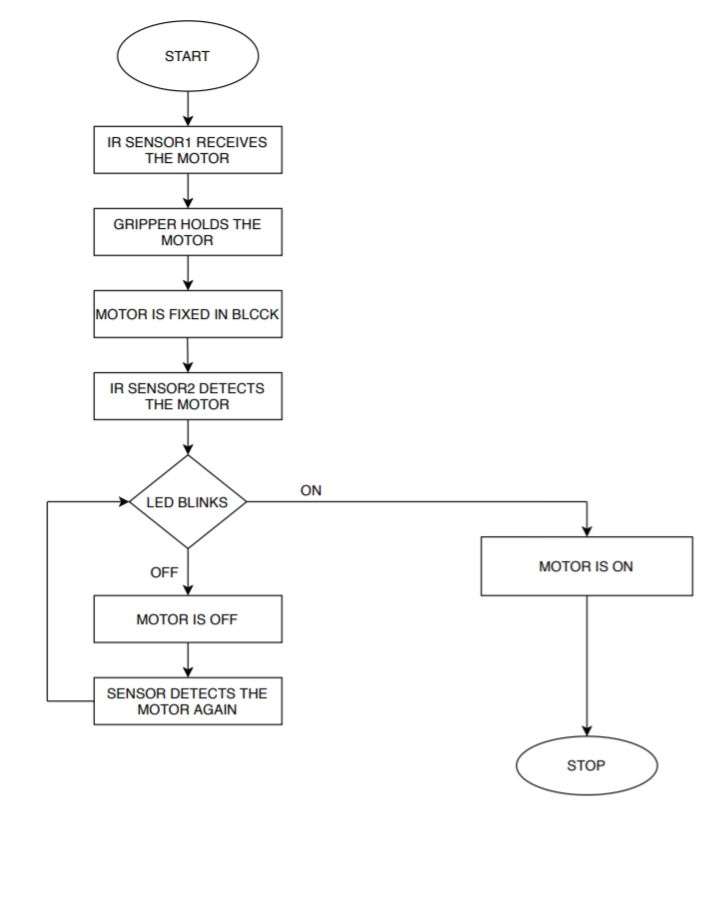 START
IR SENSOR1 RECEIVES
THE MOTOR
GRIPPER HOLDS THE
MOTOR
MOTOR IS FIXED IN BLCCK
IR SENSOR2 DETECTS
THE MOTOR
LED BLINKS
ON
MOTOR IS ON
OFF
MOTOR IS OFF
SENSOR DETECTS THE
MOTOR AGAIN
STOP